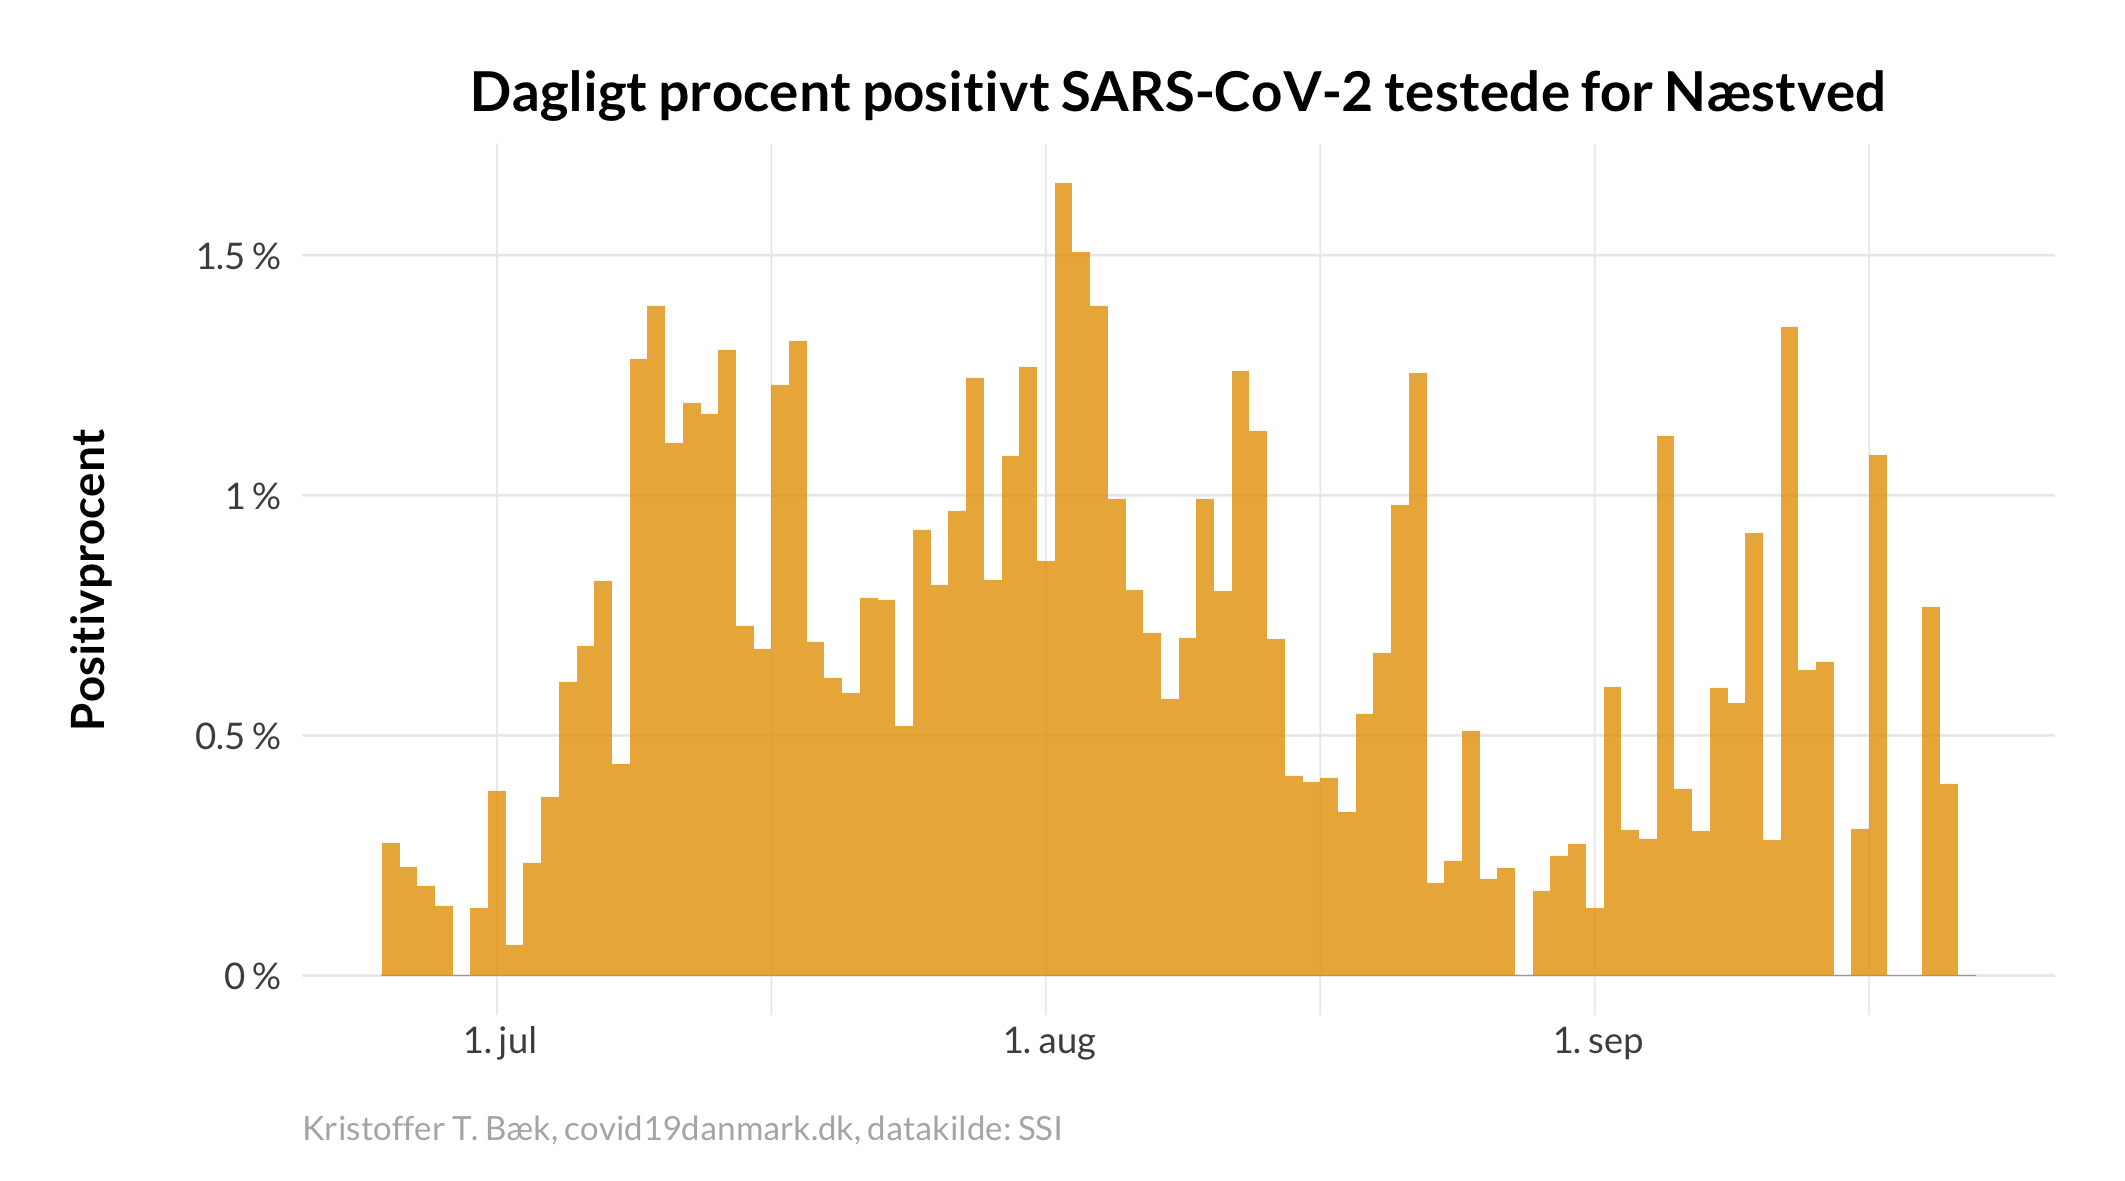 Dagligt procent positivt SARS-CoV-2 testede for Næstved
Positivprocent
1.5 %
1 %
0.5 %
0 %
1. jul
1. aug
1. sep
Kristoffer T. Bæk, covid19danmark.dk, datakilde: SSI